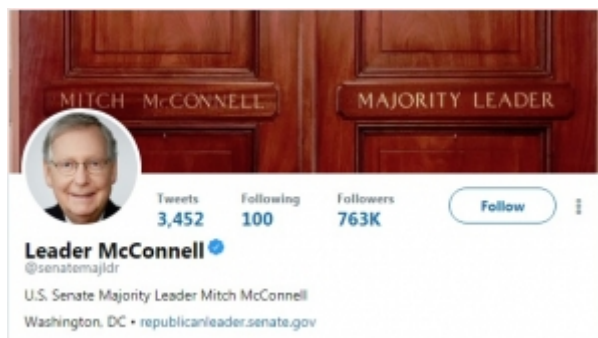 MITCH McCONNELL
MAJORITY LEADER
Tweets Following Followers
3,452 100 763K
Follow
Leader McConnell
@senatemajldr
U.S. Senate Majority Leader Mitch McConnell
Washington, DC • republicanleader.senate.gov